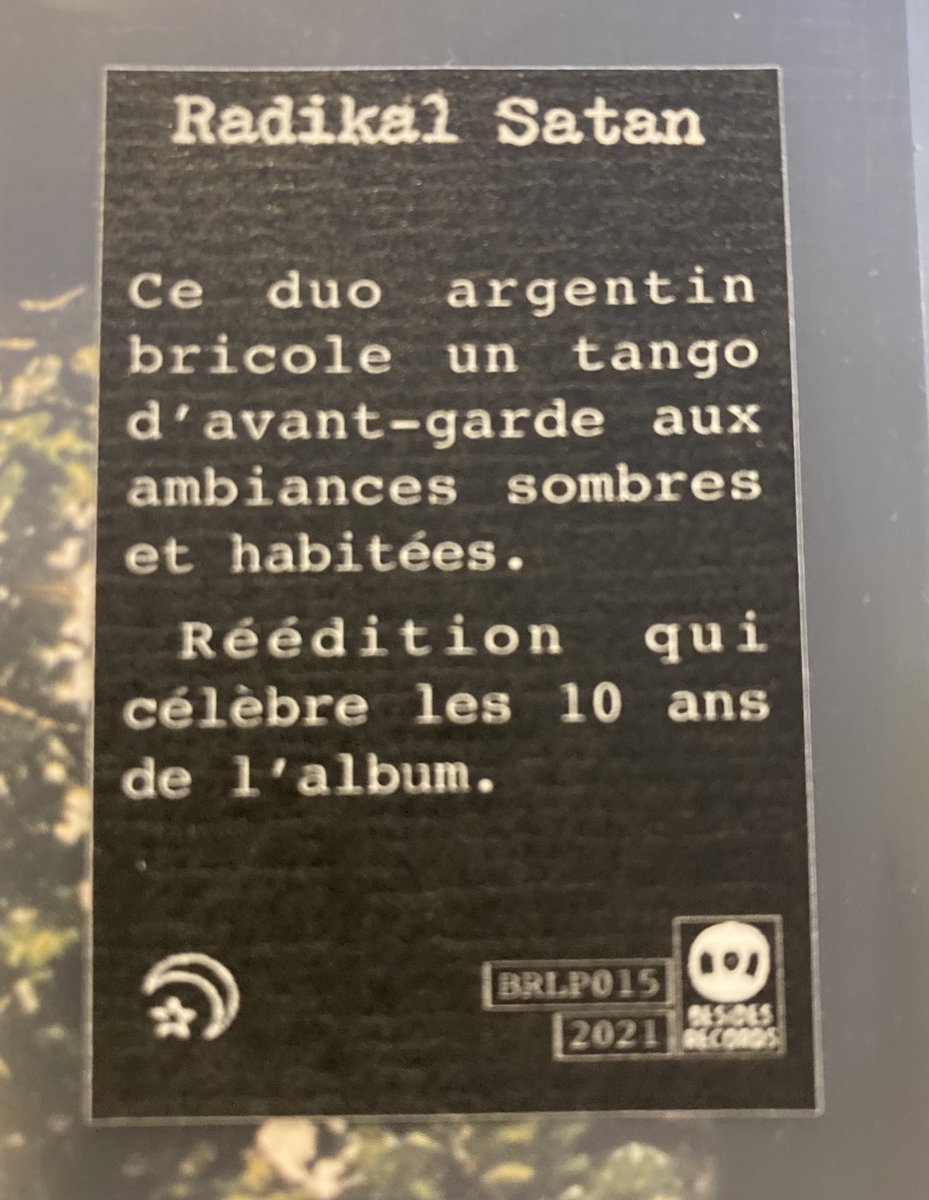 Radikal Satan
Ce duo argentin
bricole un tango
d'avant-garde aux
ambiances sombres
et habitées.
Réédition qui
célèbre les 10 ans
de l'album.
BRLP015
2021
BESIDES
RECORDS